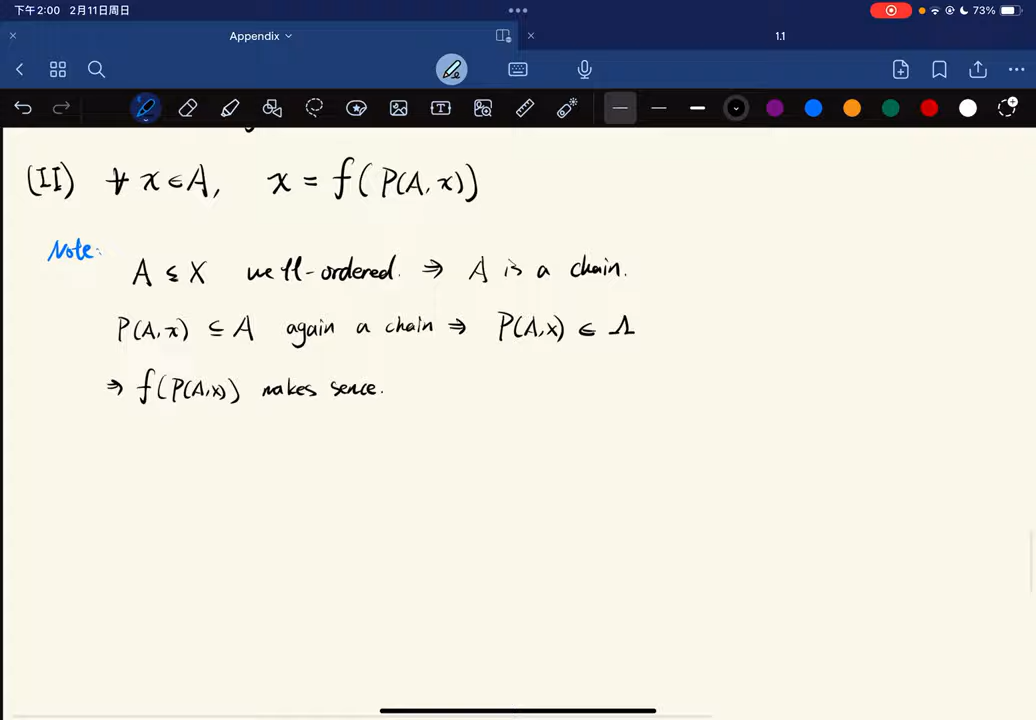 下午2:00 2月11日周日
73%
Appendix
1.1
(II) ∀ x ∈ A, x = f( P(A, x))
Note:
A ⊆ X well-ordered. ⇒ A is a chain.
P(A, x) ⊆ A again a chain ⇒ P(A,x) ∈ Λ
⇒ f(P(A,x)) makes sence.